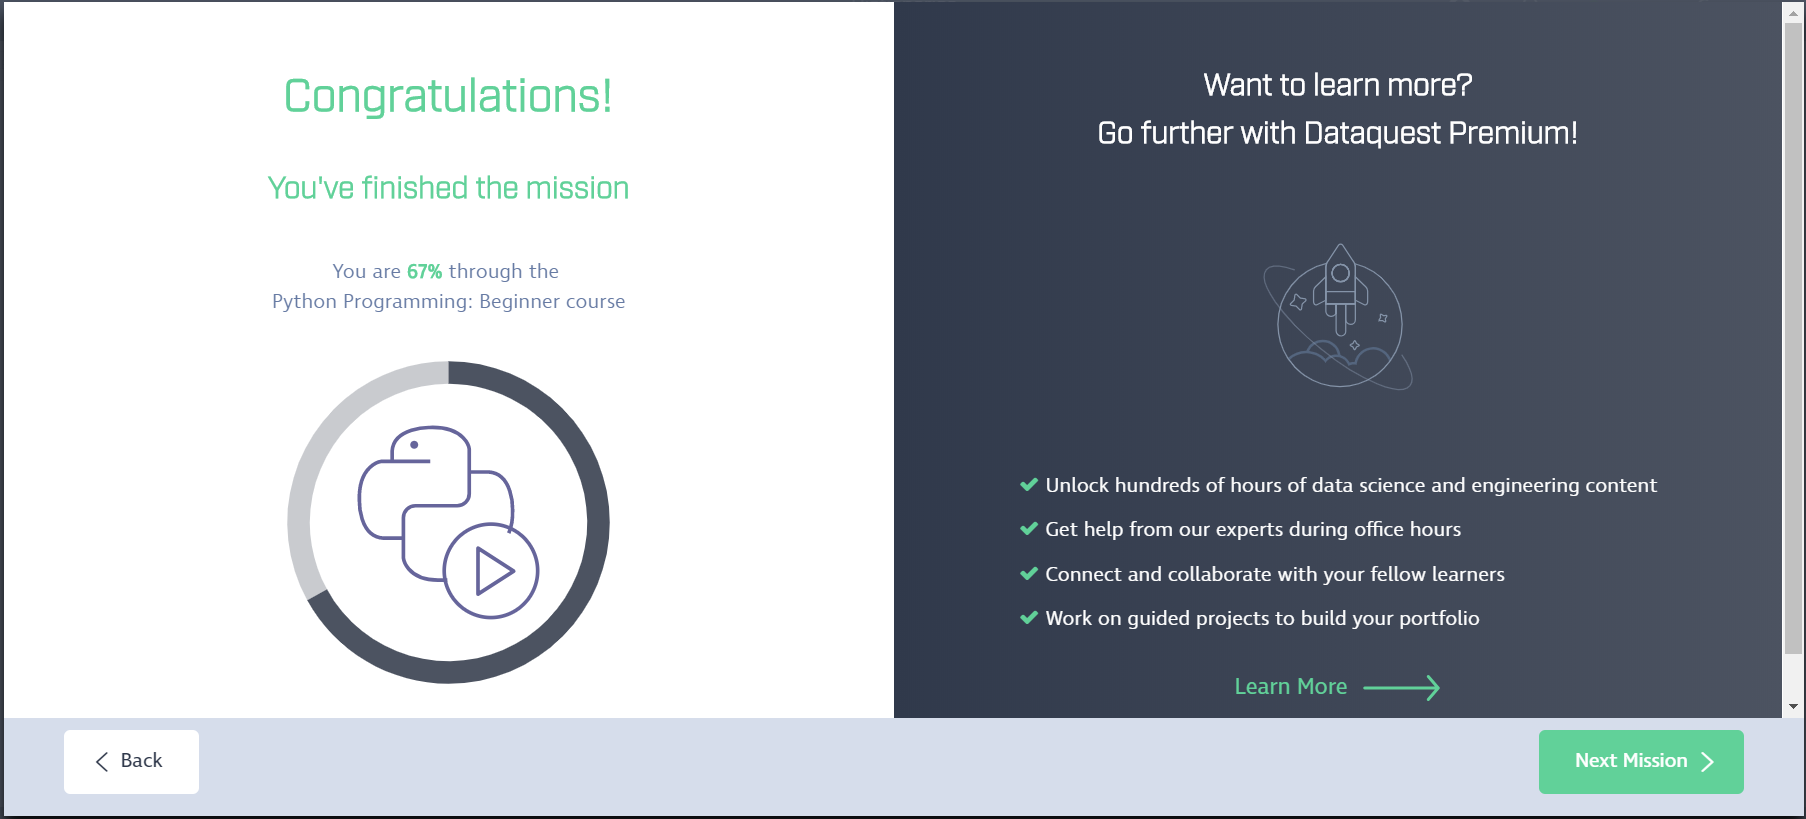 Congratulations!
You've finished the mission
You are 67% through the
Python Programming: Beginner course
Want to learn more?
Go further with Dataquest Premium!
Unlock hundreds of hours of data science and engineering content
Get help from our experts during office hours
Connect and collaborate with your fellow learners
Work on guided projects to build your portfolio
Learn More
Back
Next Mission